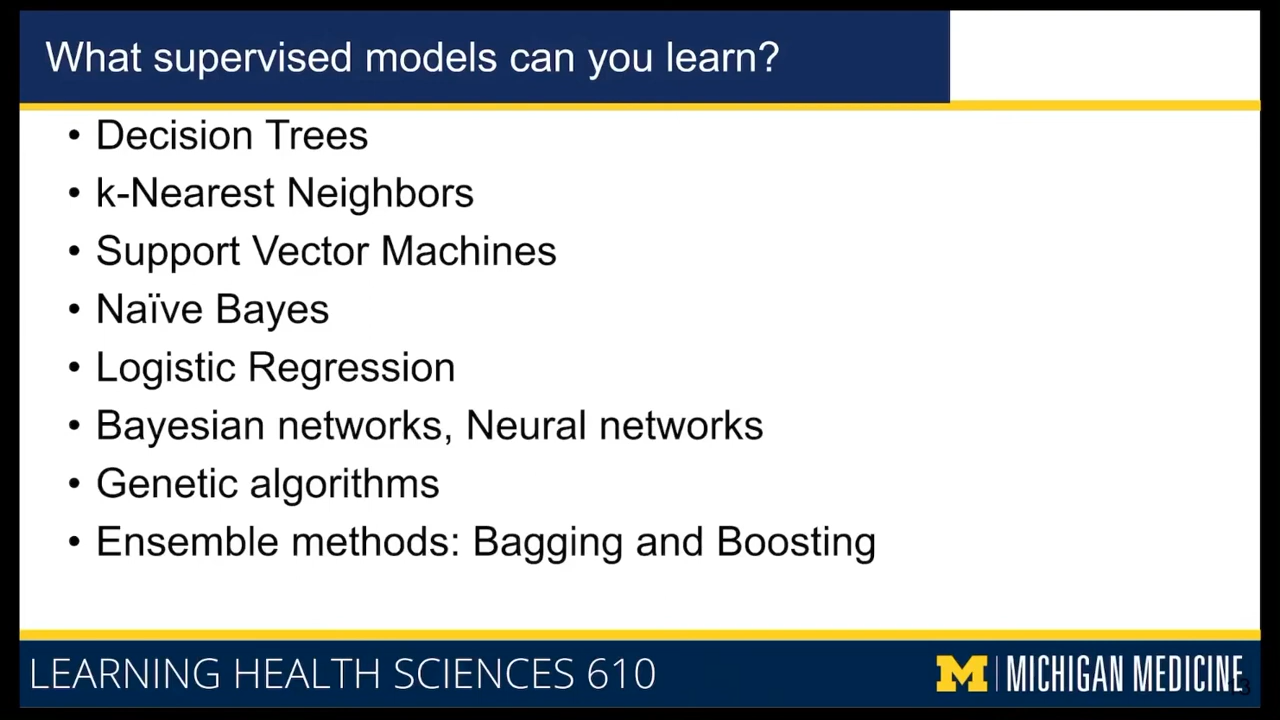 What supervised models can you learn?
• Decision Trees
• k-Nearest Neighbors
• Support Vector Machines
• Naïve Bayes
• Logistic Regression
• Bayesian networks, Neural networks
• Genetic algorithms
• Ensemble methods: Bagging and Boosting
LEARNING HEALTH SCIENCES 610
M | MICHIGAN MEDICINE